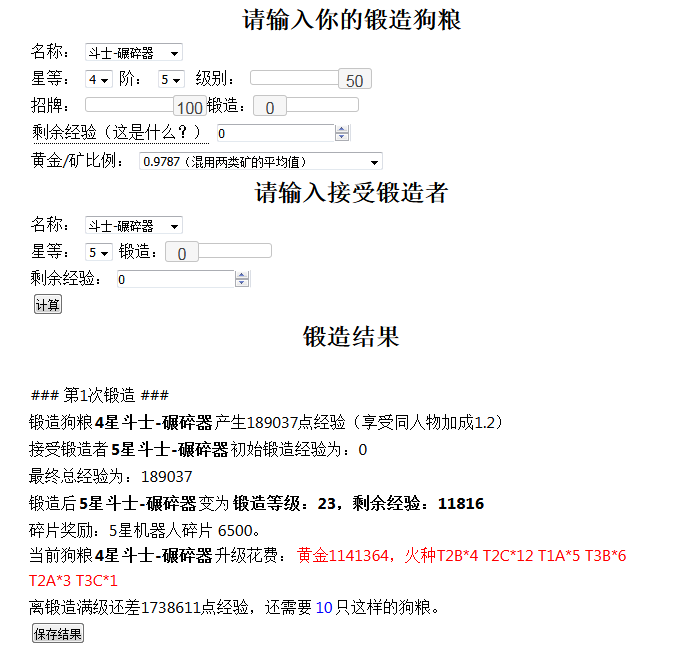 请输入你的锻造狗粮
名称： 斗士-碾碎器
星等： 4 阶： 5 级别： 50
招牌： 100 锻造： 0
剩余经验（这是什么？） 0
黄金/矿比例： 0.9787（混用两类矿的平均值）
请输入接受锻造者
名称： 斗士-碾碎器
星等： 5 锻造： 0
剩余经验： 0
计算
锻造结果
### 第1次锻造 ###
锻造狗粮4星斗士-碾碎器产生189037点经验（享受同人物加成1.2）
接受锻造者5星斗士-碾碎器初始锻造经验为：0
最终总经验为：189037
锻造后5星斗士-碾碎器变为锻造等级：23，剩余经验：11816
碎片奖励：5星机器人碎片 6500。
当前狗粮4星斗士-碾碎器升级花费： 黄金1141364，火种T2B*4 T2C*12 T1A*5 T3B*6
T2A*3 T3C*1
离锻造满级还差1738611点经验，还需要10只这样的狗粮。
保存结果